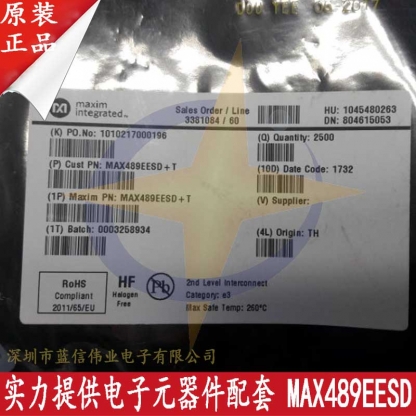 原装
正品
maxim
integrated™
Sales Order / Line
3381084 / 60
HU: 1045480263
DN: 804615053
(K) PO.No: 1010217000196
(Q) Quantity: 2500
(P) Cust PN: MAX489EESD+T
(10D) Date Code: 1732
(1P) Maxim PN: MAX489EESD+T
(V) Supplier:
(1T) Batch: 0003258934
(4L) Origin: TH
RoHS
Compliant
2011/65/EU
HF
Halogen
Free
Pb
2nd Level Interconnect
Category: e3
Max Safe Temp: 260°C
深圳市蓝信伟业电子有限公司
实力提供电子元器件配套 MAX489EESD